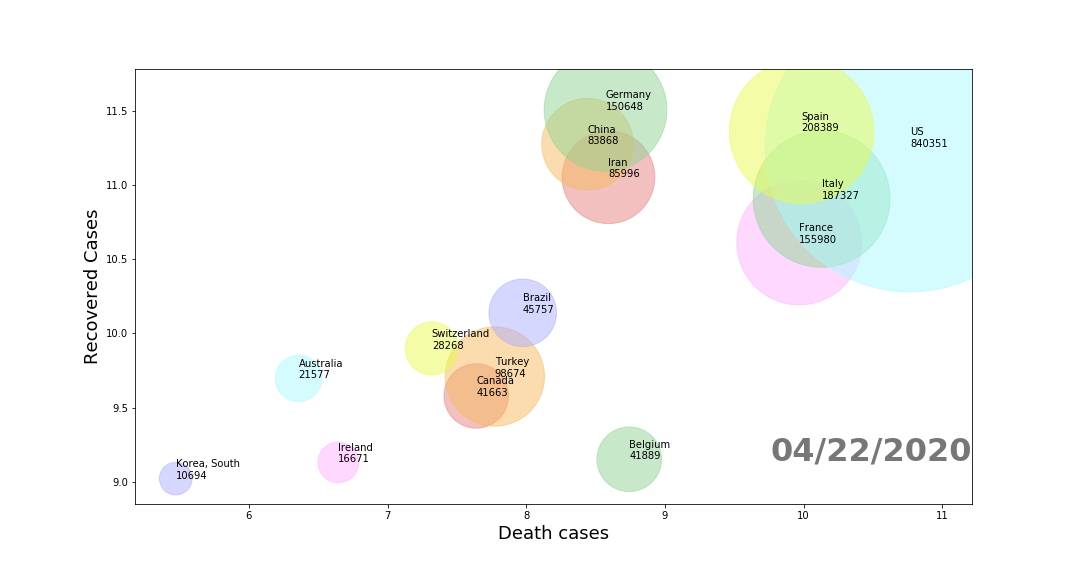 Germany
150648
China
83868
Iran
85996
Spain
208389
US
840351
Italy
187327
France
155980
Brazil
45757
Switzerland
28268
Turkey
98674
Canada
41663
Australia
21577
Ireland
16671
Korea, South
10694
Belgium
41889
04/22/2020
Recovered Cases
11.5
11.0
10.5
10.0
9.5
9.0
6
7
8
9
10
11
Death cases